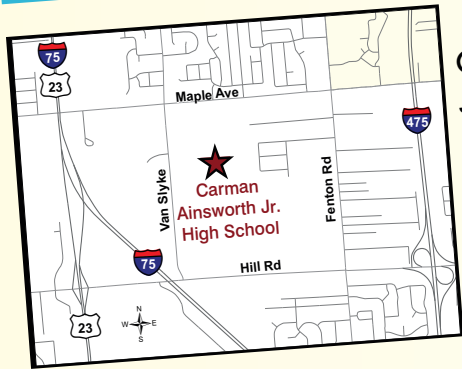 75
23
Maple Ave
475
Van Slyke
Fenton Rd
Carman
Ainsworth Jr.
High School
75
Hill Rd
23
N
W E
S